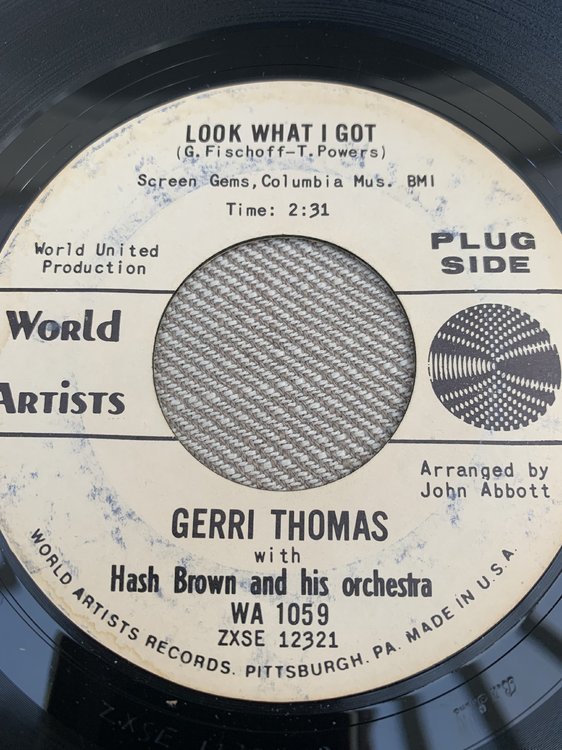 LOOK WHAT I GOT
(G. Fischoff-T. Powers)
Screen Gems, Columbia Mus. BMI
Time: 2:31
World United
Production
PLUG
SIDE
World
Artists
Arranged by
John Abbott
GERRI THOMAS
with
Hash Brown and his orchestra
WA 1059
ZXSE 12321
WORLD ARTISTS RECORDS. PITTSBURGH. PA. MADE IN U.S.A.